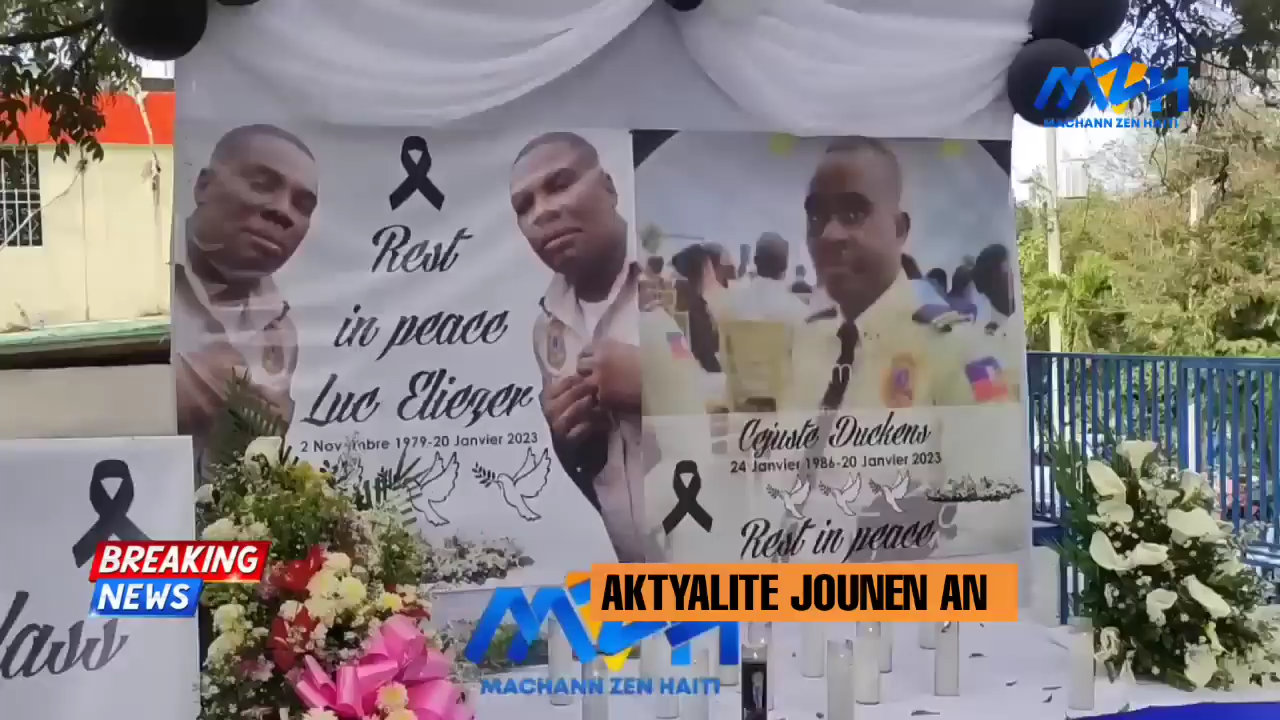 MZH
MACHANN ZEN HAITI
Rest
in peace
Luc Eliezer
2 Novembre 1979-20 Janvier 2023
Cejuste Duckens
24 Janvier 1986-20 Janvier 2023
Rest in peace
BREAKING
NEWS
AKTYALITE JOUNEN AN
lass
MZH
MACHANN ZEN HAITI